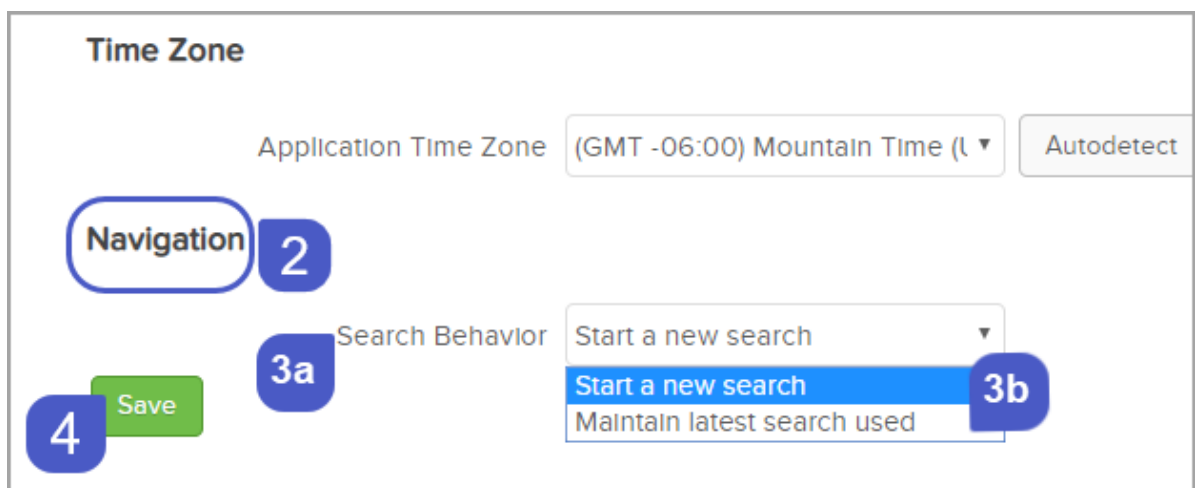 Time Zone
Application Time Zone (GMT -06:00) Mountain Time (U Autodetect
Navigation 2
3a Search Behavior Start a new search
Start a new search 3b
Maintain latest search used
4 Save